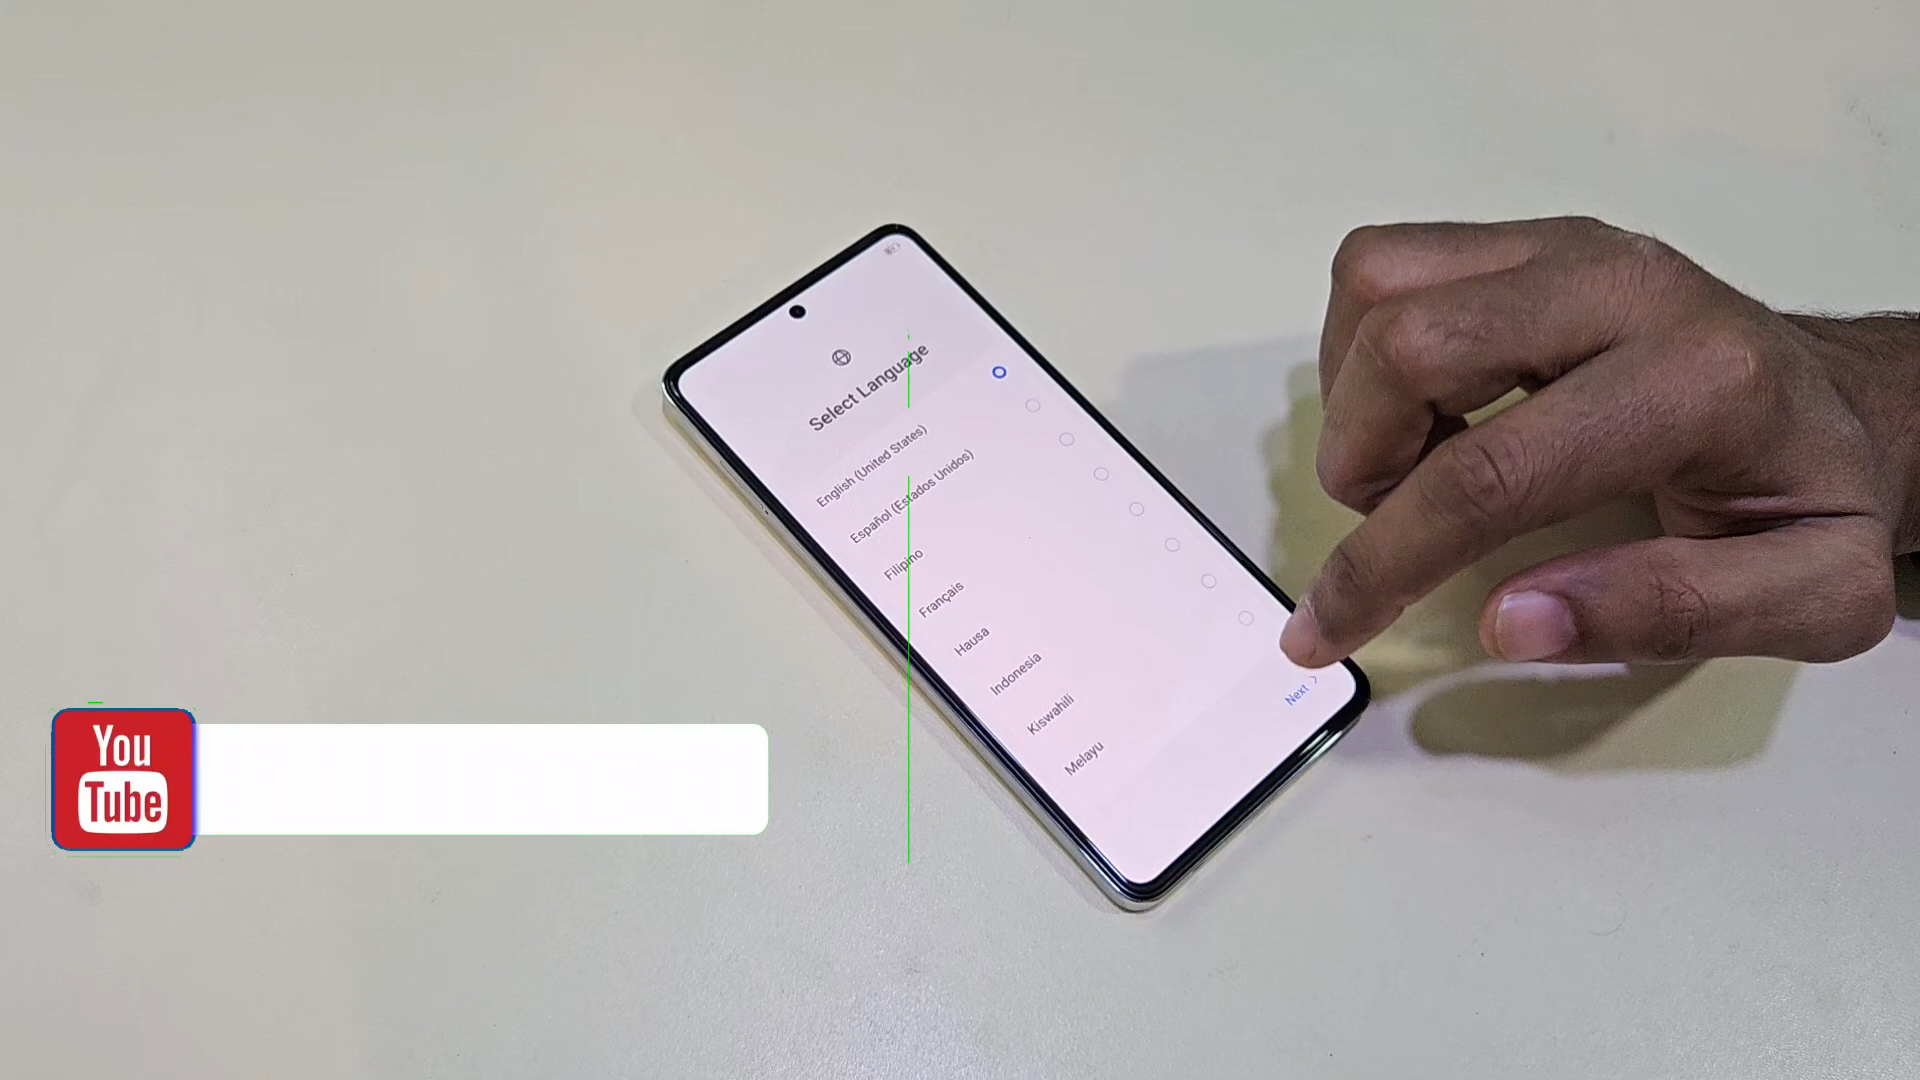 Select Language
English (United States)
Español (Estados Unidos)
Filipino
Français
Hausa
Indonesia
Kiswahili
Melayu
Next
You
Tube